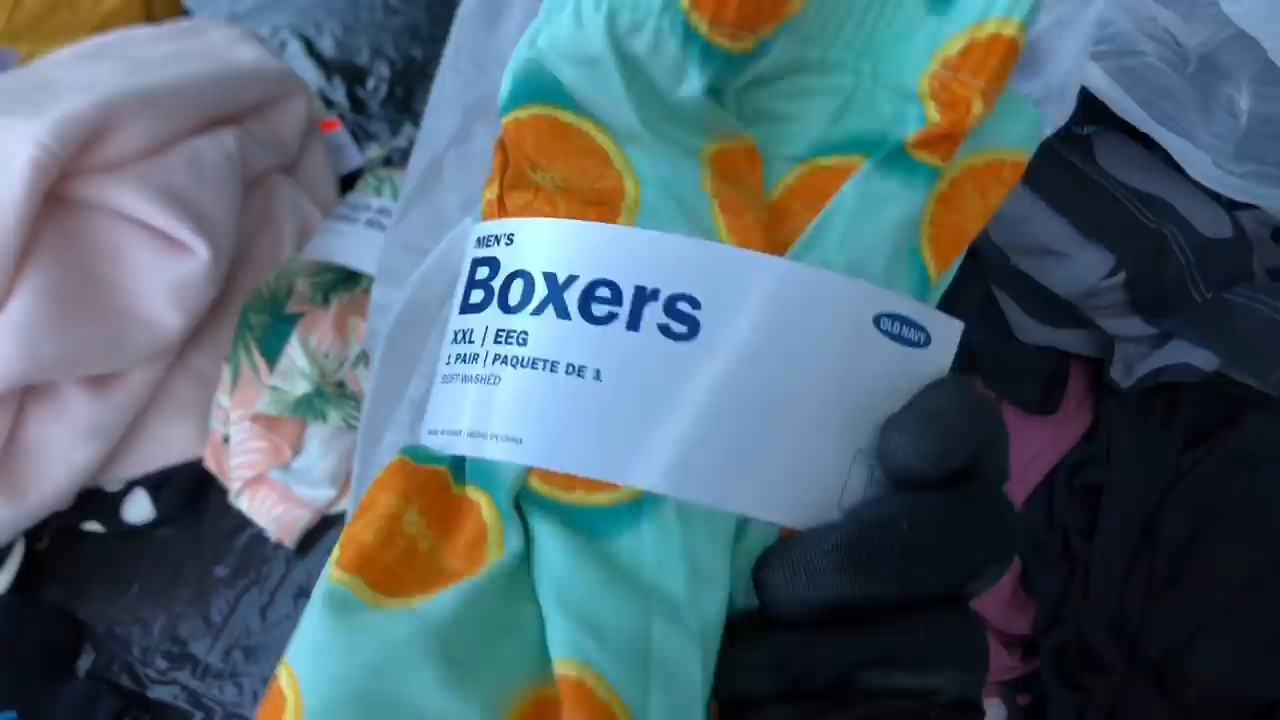 MEN'S
Boxers
OLD NAVY
XXL | EEG
1 PAIR | PAQUETE DE 1
SOFT WASHED